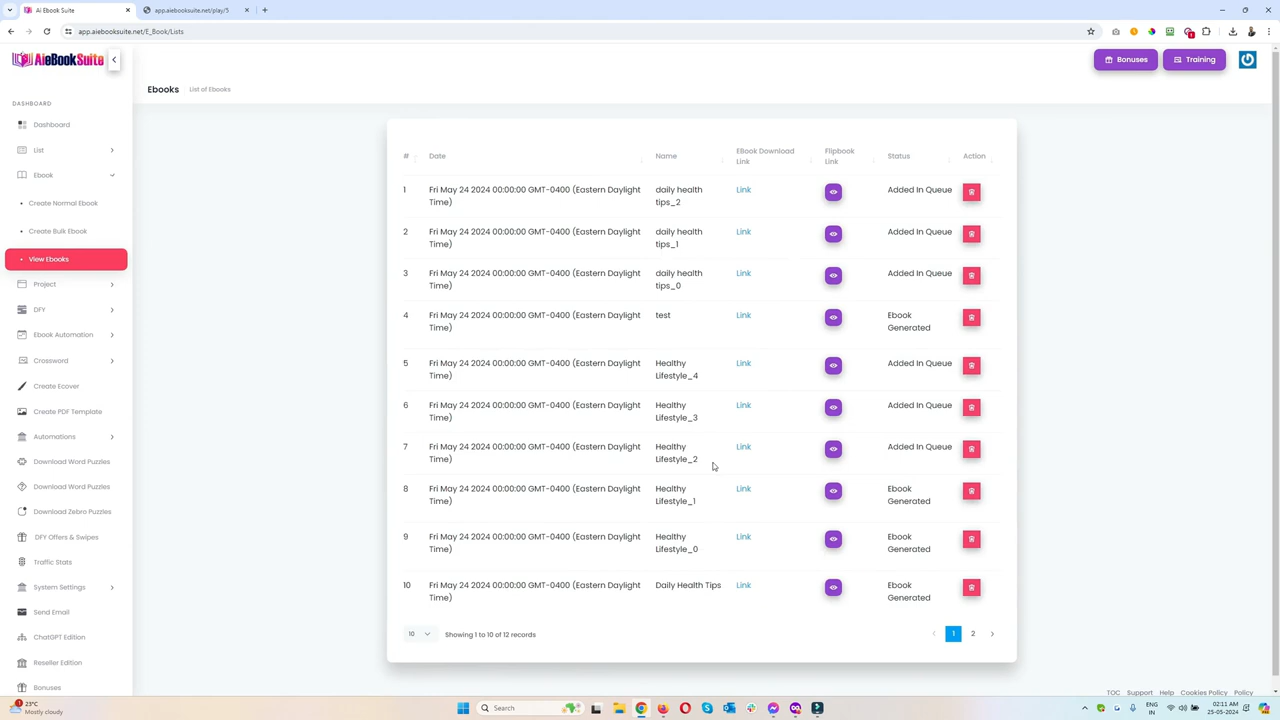 Ai Ebook Suite
app.aiebooksuite.net/play/5
app.aiebooksuite.net/E_Book/Lists
AieBookSuite
Bonuses
Training
Ebooks
List of Ebooks
DASHBOARD
Dashboard
List
Ebook
Create Normal Ebook
Create Bulk Ebook
View Ebooks
Project
DFY
Ebook Automation
Crossword
Create Ecover
Create PDF Template
Automations
Download Word Puzzles
Download Word Puzzles
Download Zebro Puzzles
DFY Offers & Swipes
Traffic Stats
System Settings
Send Email
ChatGPT Edition
Reseller Edition
Bonuses
# Date Name EBook Download Flipbook Status Action
Link Link
1 Fri May 24 2024 00:00:00 GMT-0400 (Eastern Daylight daily health Link Added In Queue
Time) tips_2
2 Fri May 24 2024 00:00:00 GMT-0400 (Eastern Daylight daily health Link Added In Queue
Time) tips_1
3 Fri May 24 2024 00:00:00 GMT-0400 (Eastern Daylight daily health Link Added In Queue
Time) tips_0
4 Fri May 24 2024 00:00:00 GMT-0400 (Eastern Daylight test Link Ebook
Time) Generated
5 Fri May 24 2024 00:00:00 GMT-0400 (Eastern Daylight Healthy Link Added In Queue
Time) Lifestyle_4
6 Fri May 24 2024 00:00:00 GMT-0400 (Eastern Daylight Healthy Link Added In Queue
Time) Lifestyle_3
7 Fri May 24 2024 00:00:00 GMT-0400 (Eastern Daylight Healthy Link Added In Queue
Time) Lifestyle_2
8 Fri May 24 2024 00:00:00 GMT-0400 (Eastern Daylight Healthy Link Ebook
Time) Lifestyle_1 Generated
9 Fri May 24 2024 00:00:00 GMT-0400 (Eastern Daylight Healthy Link Ebook
Time) Lifestyle_0 Generated
10 Fri May 24 2024 00:00:00 GMT-0400 (Eastern Daylight Daily Health Tips Link Ebook
Time) Generated
10 Showing 1 to 10 of 12 records 1 2
TOC Support Help Cookies Policy Policy
23°C
Mostly cloudy
Search
ENG
IN
02:11 AM
25-05-2024